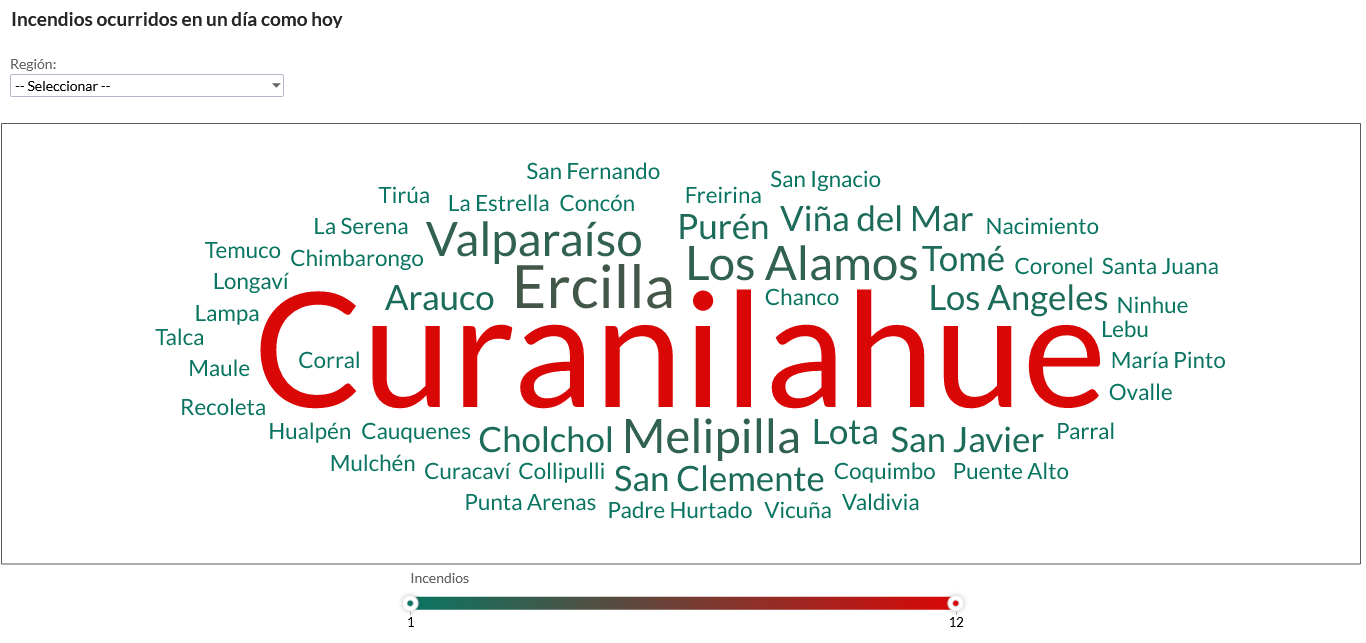 Incendios ocurridos en un día como hoy
Región:
-- Seleccionar --
San Fernando
San Ignacio
Tirúa
La Estrella
Concón
Freirina
La Serena
Valparaíso
Purén
Viña del Mar
Nacimiento
Temuco
Chimbarongo
Los Alamos
Tomé
Coronel
Santa Juana
Longaví
Arauco
Ercilla
Chanco
Los Angeles
Ninhue
Lampa
Talca
Curanilahue
Lebu
Maule
Corral
María Pinto
Ovalle
Recoleta
Hualpén
Cauquenes
Cholchol
Melipilla
Lota
San Javier
Parral
Mulchén
Curacaví
Collipulli
San Clemente
Coquimbo
Puente Alto
Punta Arenas
Padre Hurtado
Vicuña
Valdivia
Incendios
1
12